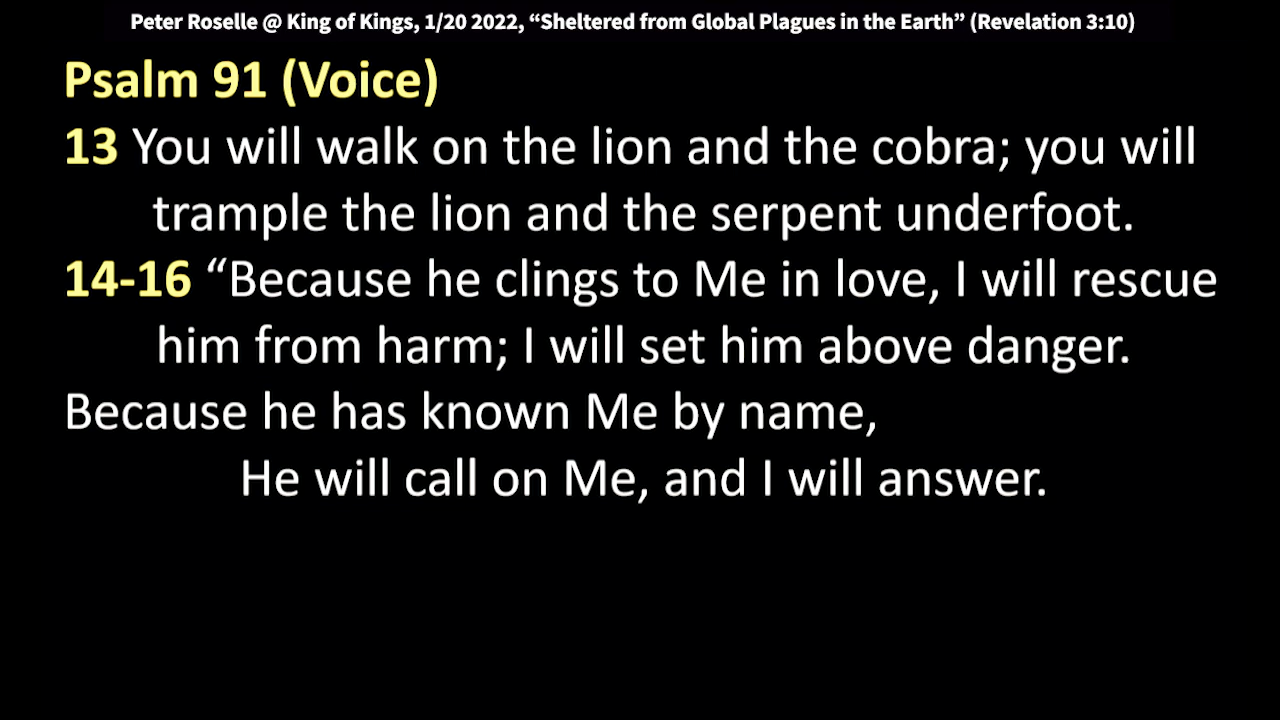 Peter Roselle @ King of Kings, 1/20 2022, “Sheltered from Global Plagues in the Earth” (Revelation 3:10)
Psalm 91 (Voice)
13 You will walk on the lion and the cobra; you will
trample the lion and the serpent underfoot.
14-16 “Because he clings to Me in love, I will rescue
him from harm; I will set him above danger.
Because he has known Me by name,
He will call on Me, and I will answer.